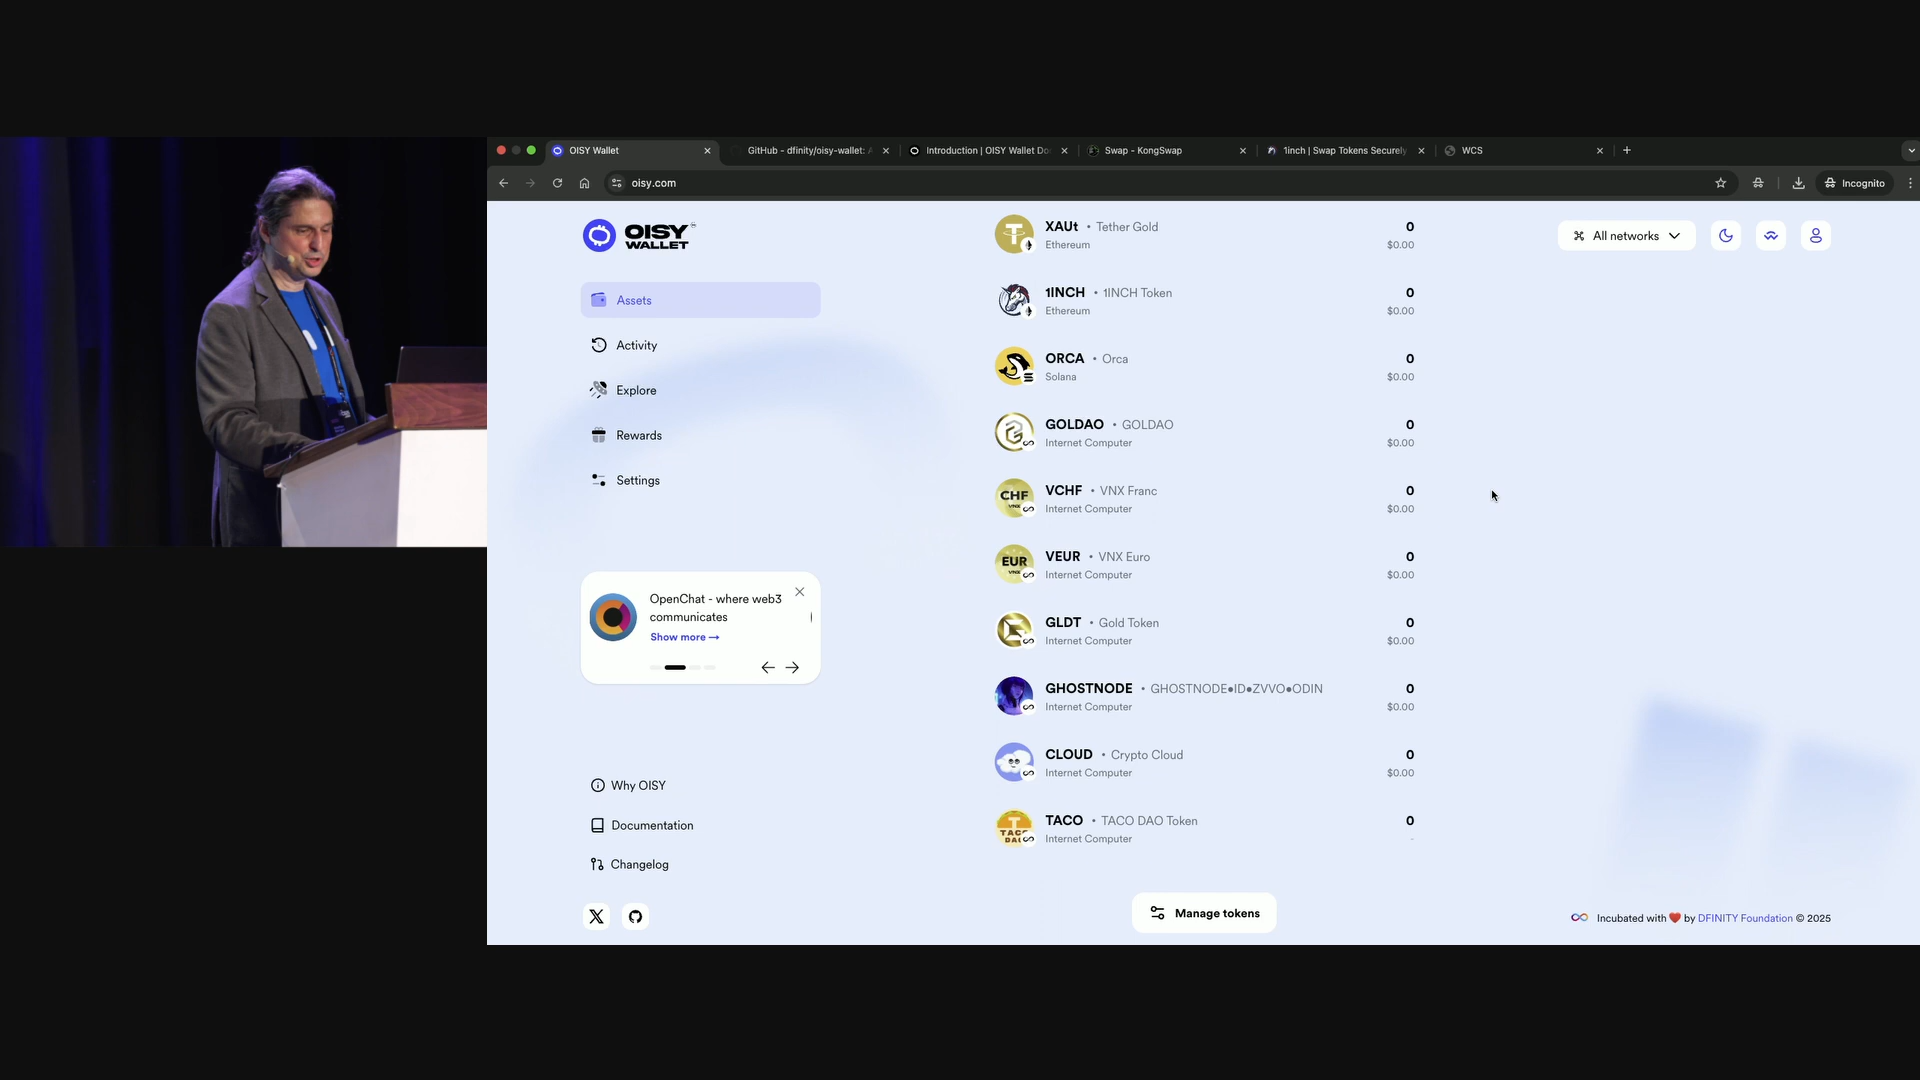 OISY Wallet
GitHub - dfinity/oisy-wallet: A
Introduction | OISY Wallet Do
Swap - KongSwap
1inch | Swap Tokens Securely
WCS
oisy.com
Incognito
OISY
WALLET
All networks
Assets
Activity
Explore
Rewards
Settings
OpenChat - where web3
communicates
Show more →
Why OISY
Documentation
Changelog
XAUt • Tether Gold 0
Ethereum $0.00
1INCH • 1INCH Token 0
Ethereum $0.00
ORCA • Orca 0
Solana $0.00
GOLDAO • GOLDAO 0
Internet Computer $0.00
CHF
VNX
VCHF • VNX Franc 0
Internet Computer $0.00
EUR
VNX
VEUR • VNX Euro 0
Internet Computer $0.00
GLDT • Gold Token 0
Internet Computer $0.00
GHOSTNODE • GHOSTNODE●ID●ZVVO●ODIN 0
Internet Computer $0.00
CLOUD • Crypto Cloud 0
Internet Computer $0.00
TACO • TACO DAO Token 0
Internet Computer -
Manage tokens
Incubated with ❤️ by DFINITY Foundation © 2025